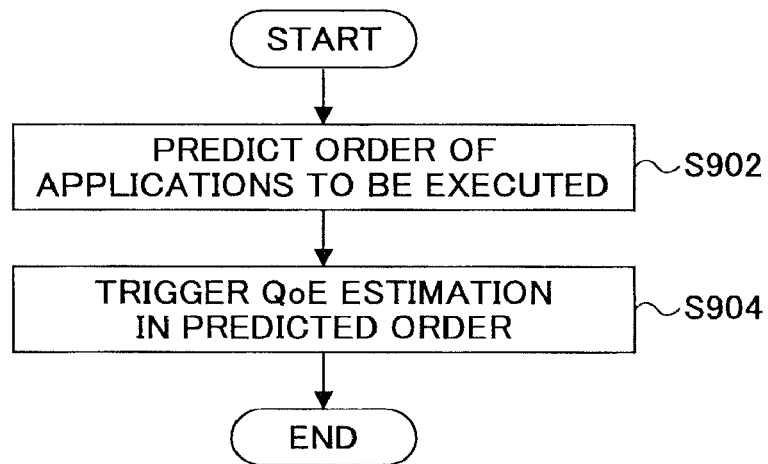 START
PREDICT ORDER OF
APPLICATIONS TO BE EXECUTED
S902
TRIGGER QoE ESTIMATION
IN PREDICTED ORDER
S904
END